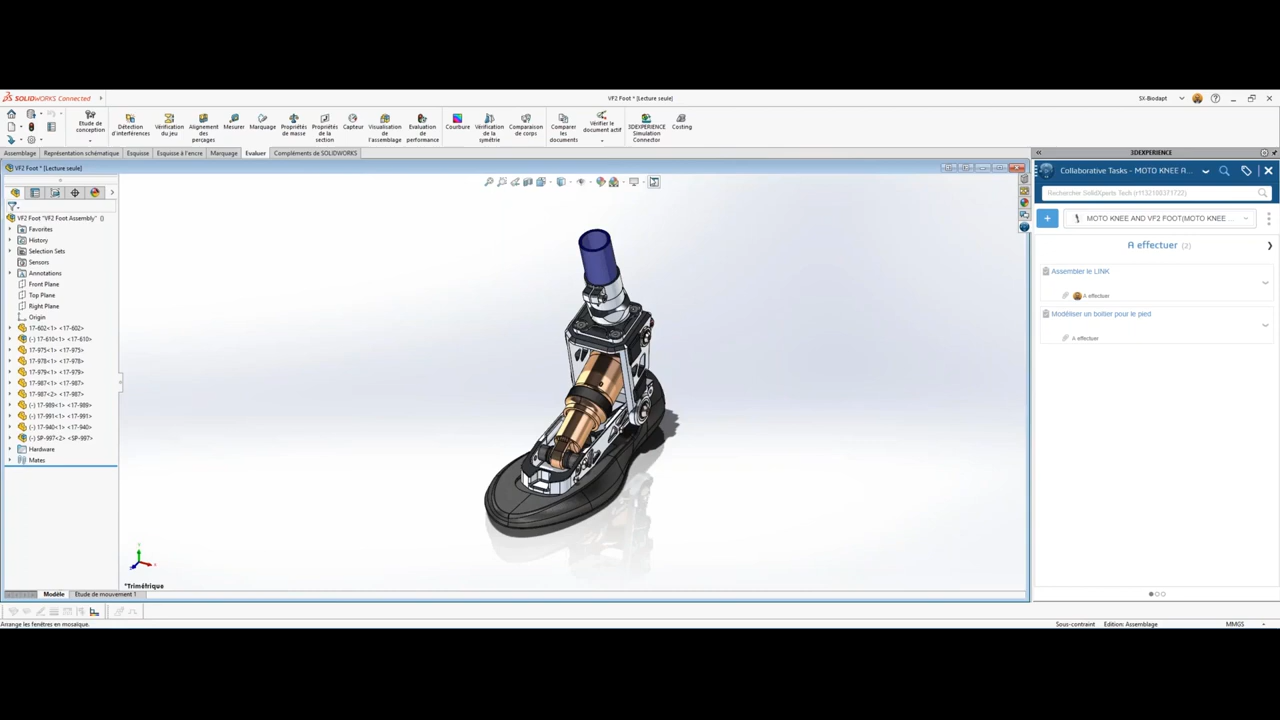 SOLIDWORKS Connected
VF2 Foot * [Lecture seule]
SX-Biodapt
Etude de conception
Détection d'interférences
Vérification du jeu
Alignement des perçages
Mesurer
Marquage
Propriétés de masse
Propriétés de la section
Capteur
Visualisation de l'assemblage
Evaluation de performance
Courbure
Vérification de la symétrie
Comparaison de corps
Comparer les documents
Vérifier le document actif
3DEXPERIENCE Simulation Connector
Costing
Assemblage
Représentation schématique
Esquisse
Esquisse à l'encre
Marquage
Evaluer
Compléments de SOLIDWORKS
VF2 Foot * [Lecture seule]
VF2 Foot "VF2 Foot Assembly" ()
Favorites
History
Selection Sets
Sensors
Annotations
Front Plane
Top Plane
Right Plane
Origin
17-602<1> <17-602>
(-) 17-610<1> <17-610>
17-975<1> <17-975>
17-978<1> <17-978>
17-979<1> <17-979>
17-987<1> <17-987>
17-987<2> <17-987>
(-) 17-989<1> <17-989>
(-) 17-991<1> <17-991>
(-) 17-940<1> <17-940>
(-) SP-997<2> <SP-997>
Hardware
Mates
*Trimétrique
Modèle
Etude de mouvement 1
Arrange les fenêtres en mosaïque.
Sous-contraint
Edition: Assemblage
MMGS
3DEXPERIENCE
Collaborative Tasks - MOTO KNEE A...
Rechercher SolidXperts Tech (r1132100371722)
MOTO KNEE AND VF2 FOOT(MOTO KNEE ...
A effectuer (2)
Assembler le LINK
A effectuer
Modéliser un boitier pour le pied
A effectuer